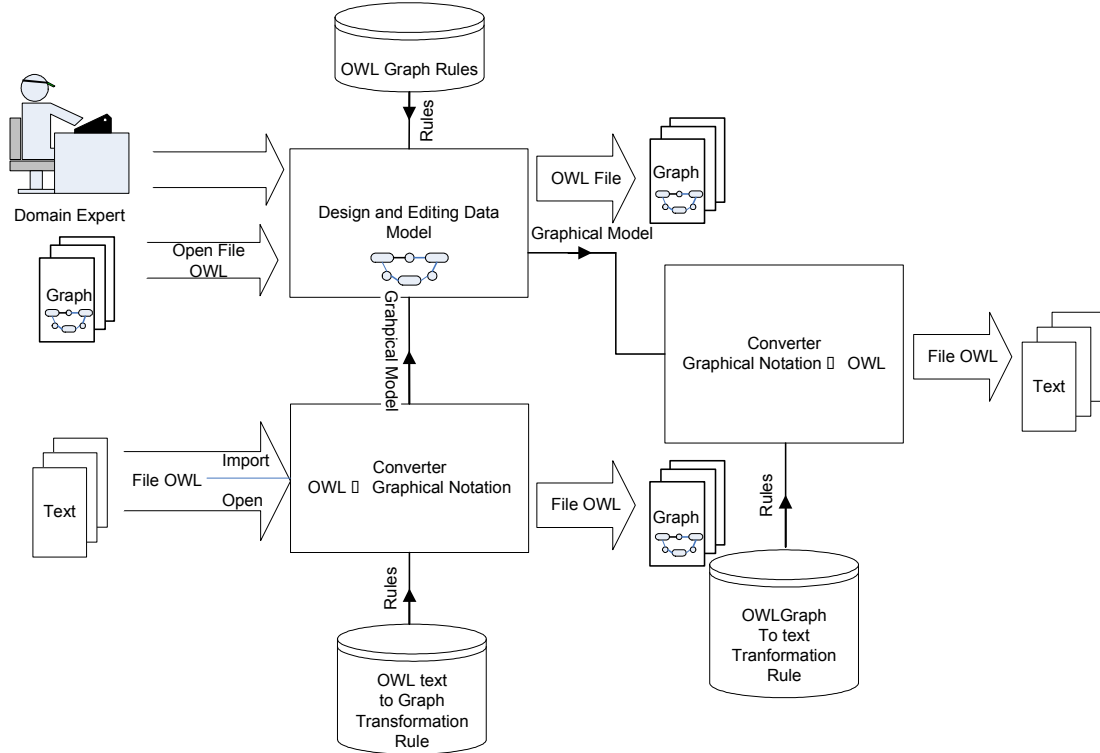 OWL Graph Rules
Rules
Domain Expert
Open File
OWL
Graph
Design and Editing Data
Model
OWL File
Graph
Graphical Model
Grahpical Model
Converter
Graphical Notation ▯ OWL
File OWL
Text
Text
Import
File OWL
Open
Converter
OWL ▯ Graphical Notation
File OWL
Graph
Rules
Rules
OWL text
to Graph
Transformation
Rule
OWLGraph
To text
Tranformation
Rule